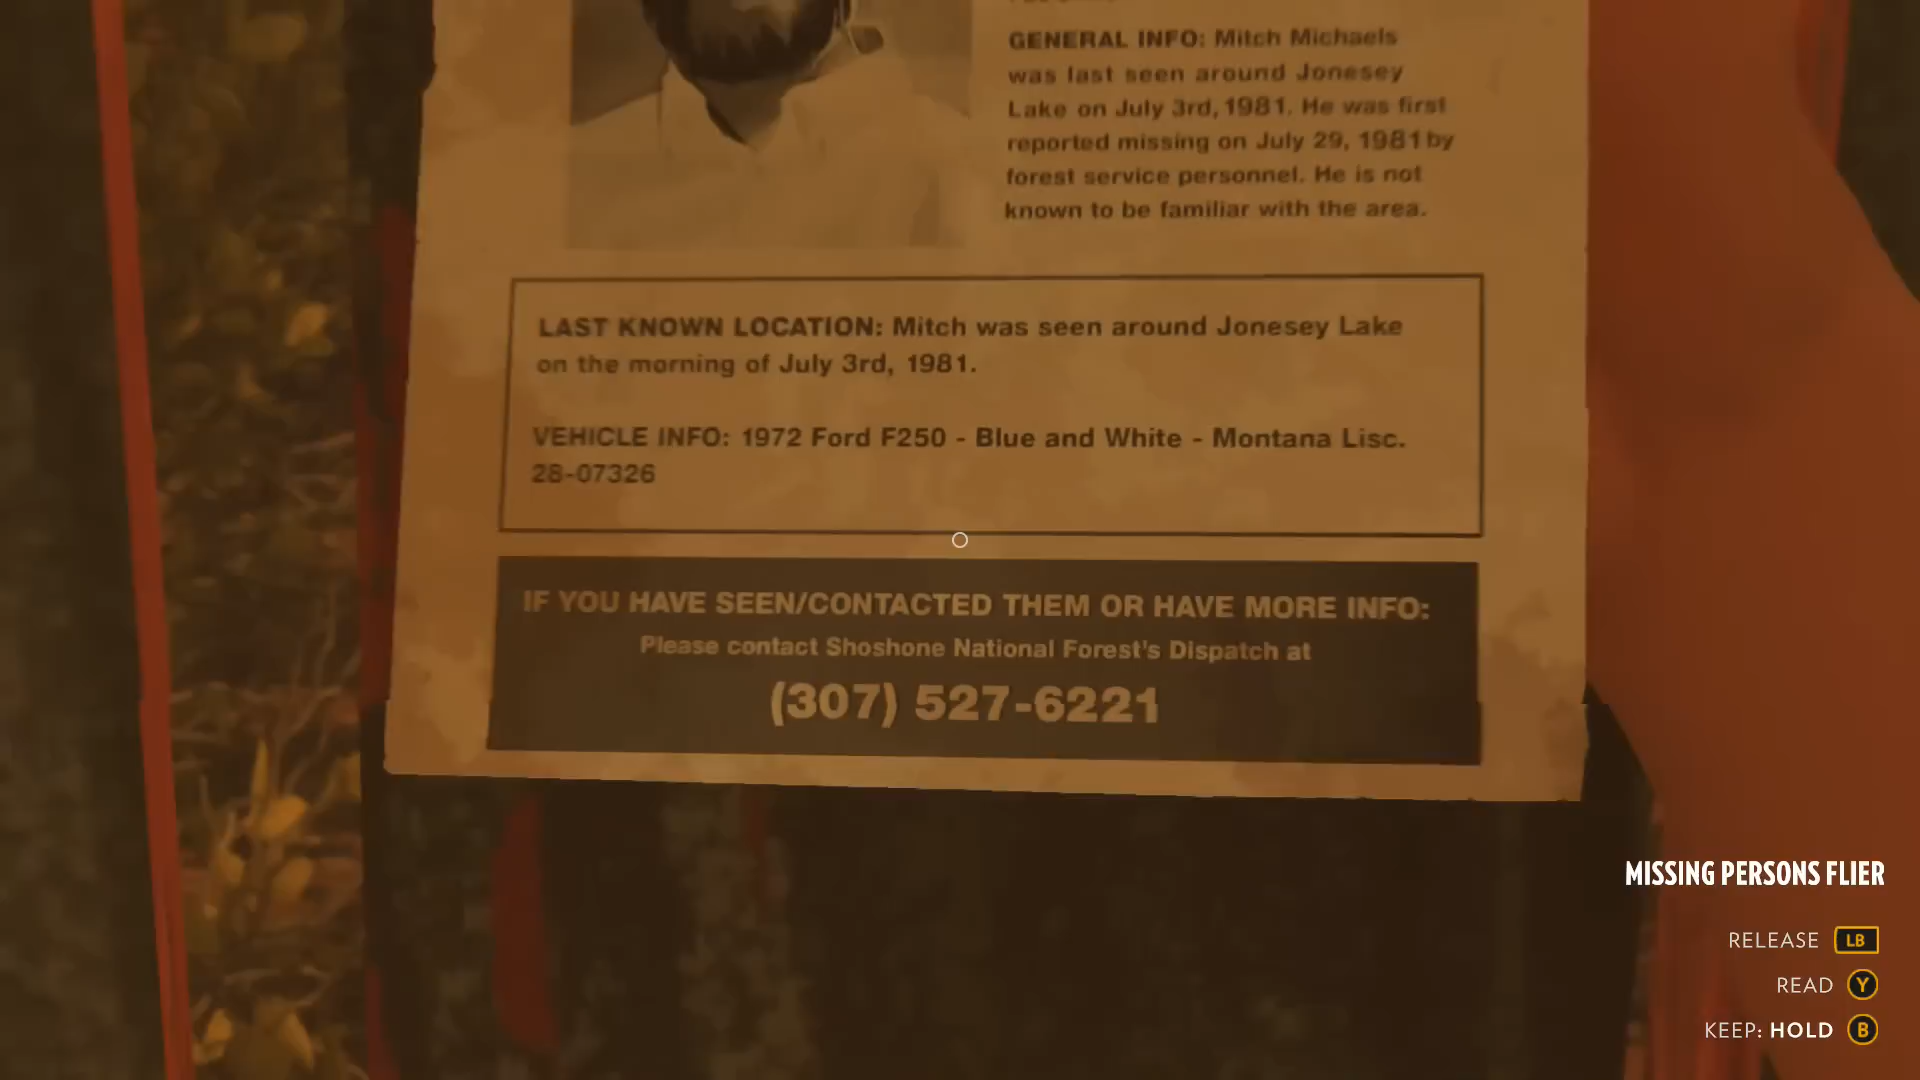 GENERAL INFO: Mitch Michaels
was last seen around Jonesey
Lake on July 3rd, 1981. He was first
reported missing on July 29, 1981 by
forest service personnel. He is not
known to be familiar with the area.
LAST KNOWN LOCATION: Mitch was seen around Jonesey Lake
on the morning of July 3rd, 1981.
VEHICLE INFO: 1972 Ford F250 - Blue and White - Montana Lisc.
28-07326
IF YOU HAVE SEEN/CONTACTED THEM OR HAVE MORE INFO:
Please contact Shoshone National Forest's Dispatch at
(307) 527-6221
MISSING PERSONS FLIER
RELEASE LB
READ Y
KEEP: HOLD B